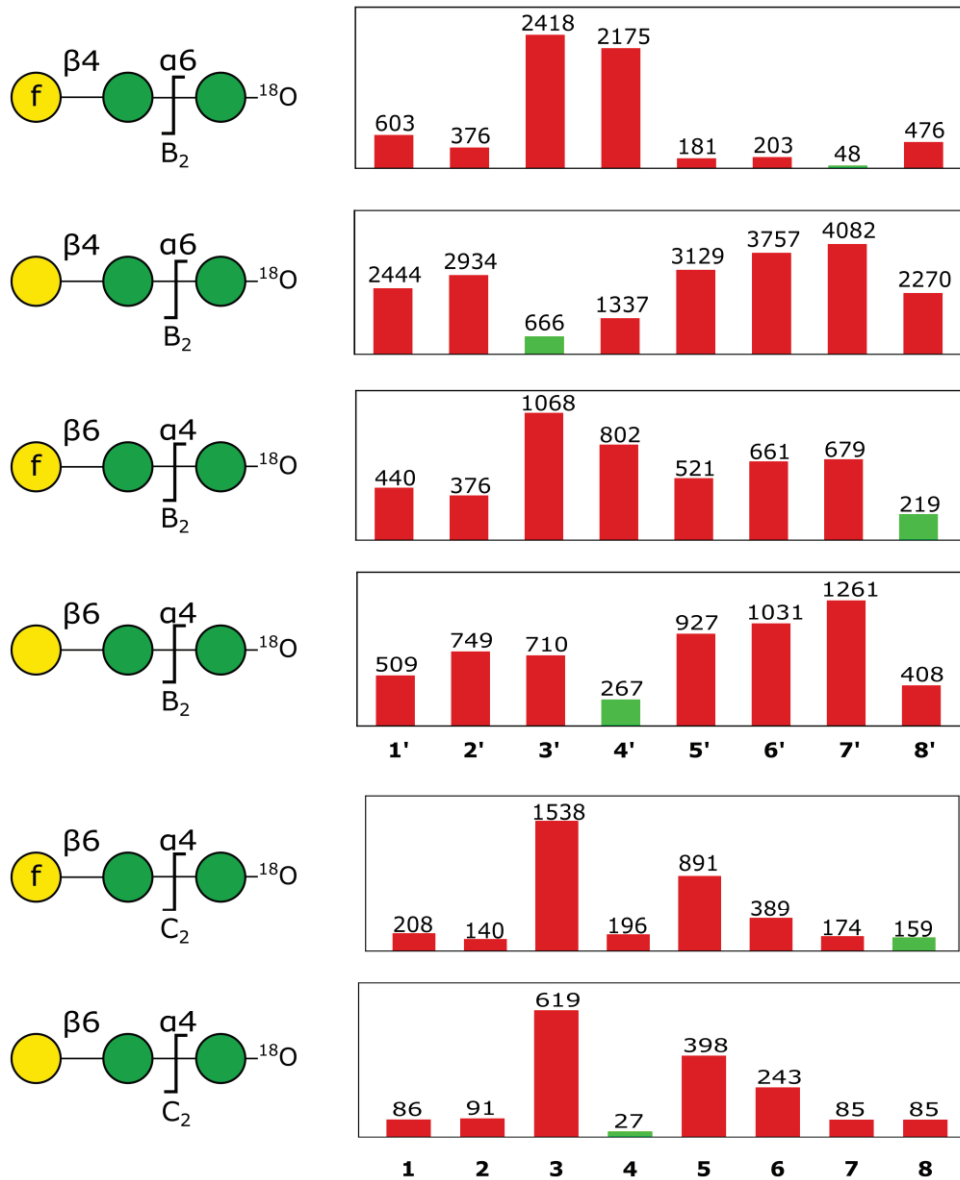 β4 α6
f ¹⁸O
B₂
603 376 2418 2175 181 203 48 476
β4 α6
¹⁸O
B₂
2444 2934 666 1337 3129 3757 4082 2270
β6 α4
f ¹⁸O
B₂
440 376 1068 802 521 661 679 219
β6 α4
¹⁸O
B₂
509 749 710 267 927 1031 1261 408
1' 2' 3' 4' 5' 6' 7' 8'
β6 α4
f ¹⁸O
C₂
208 140 1538 196 891 389 174 159
β6 α4
¹⁸O
C₂
86 91 619 27 398 243 85 85
1 2 3 4 5 6 7 8